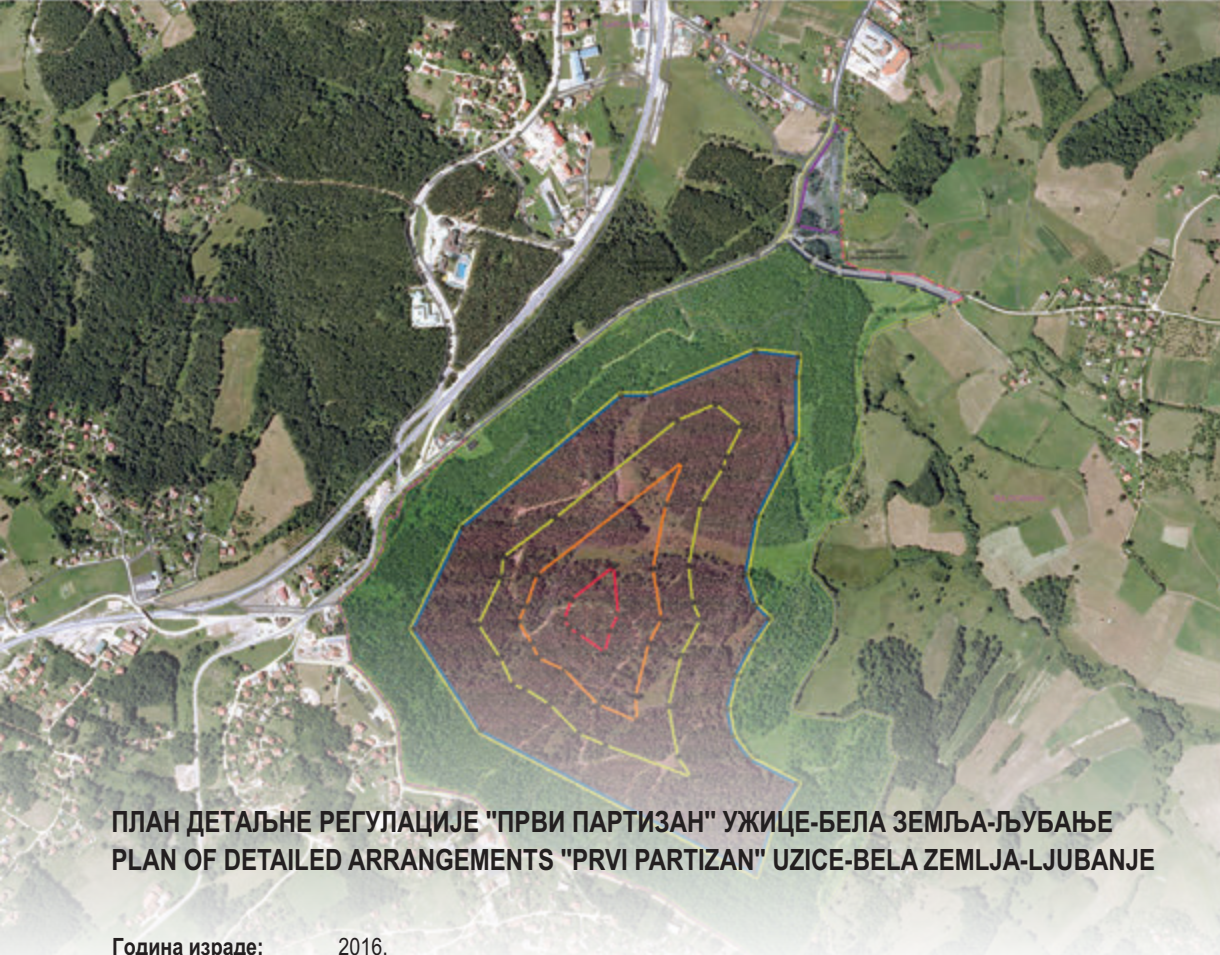 ПЛАН ДЕТАЉНЕ РЕГУЛАЦИЈЕ "ПРВИ ПАРТИЗАН" УЖИЦЕ-БЕЛА ЗЕМЉА-ЉУБАЊЕ
PLAN OF DETAILED ARRANGEMENTS "PRVI PARTIZAN" UZICE-BELA ZEMLJA-LJUBANJE
Година израде: 2016.